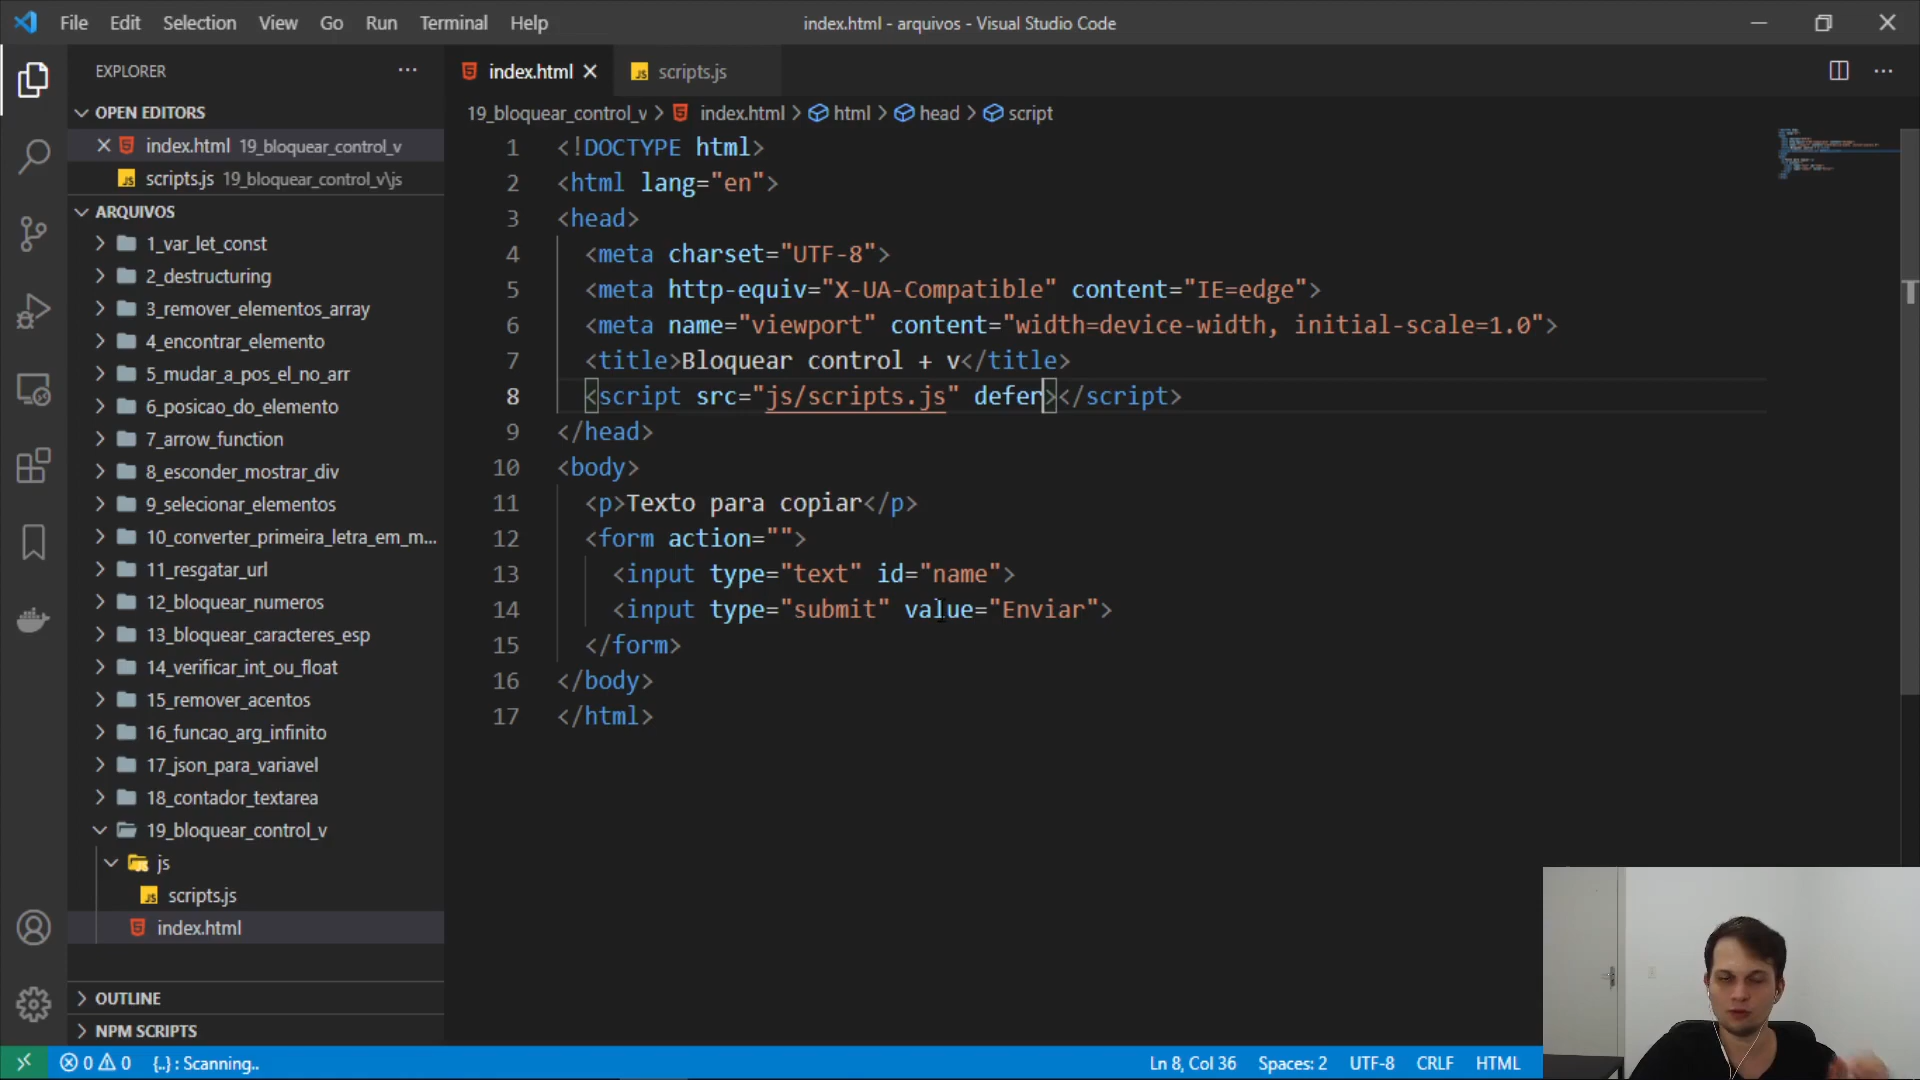 File Edit Selection View Go Run Terminal Help
index.html - arquivos - Visual Studio Code
EXPLORER
index.html
scripts.js
OPEN EDITORS
index.html 19_bloquear_control_v
scripts.js 19_bloquear_control_v\js
ARQUIVOS
1_var_let_const
2_destructuring
3_remover_elementos_array
4_encontrar_elemento
5_mudar_a_pos_el_no_arr
6_posicao_do_elemento
7_arrow_function
8_esconder_mostrar_div
9_selecionar_elementos
10_converter_primeira_letra_em_m...
11_resgatar_url
12_bloquear_numeros
13_bloquear_caracteres_esp
14_verificar_int_ou_float
15_remover_acentos
16_funcao_arg_infinito
17_json_para_variavel
18_contador_textarea
19_bloquear_control_v
js
scripts.js
index.html
OUTLINE
NPM SCRIPTS
19_bloquear_control_v > index.html > html > head > script
1 <!DOCTYPE html>
2 <html lang="en">
3 <head>
4 <meta charset="UTF-8">
5 <meta http-equiv="X-UA-Compatible" content="IE=edge">
6 <meta name="viewport" content="width=device-width, initial-scale=1.0">
7 <title>Bloquear control + v</title>
8 <script src="js/scripts.js" defer></script>
9 </head>
10 <body>
11 <p>Texto para copiar</p>
12 <form action="">
13 <input type="text" id="name">
14 <input type="submit" value="Enviar">
15 </form>
16 </body>
17 </html>
0 0 {..} : Scanning.. Ln 8, Col 36 Spaces: 2 UTF-8 CRLF HTML